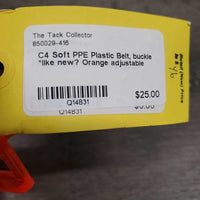 The Tack Collector
850029-416
C4 Soft PPE Plastic Belt, buckle
"like new? Orange adjustable
Q14831
$25.00
Q14831